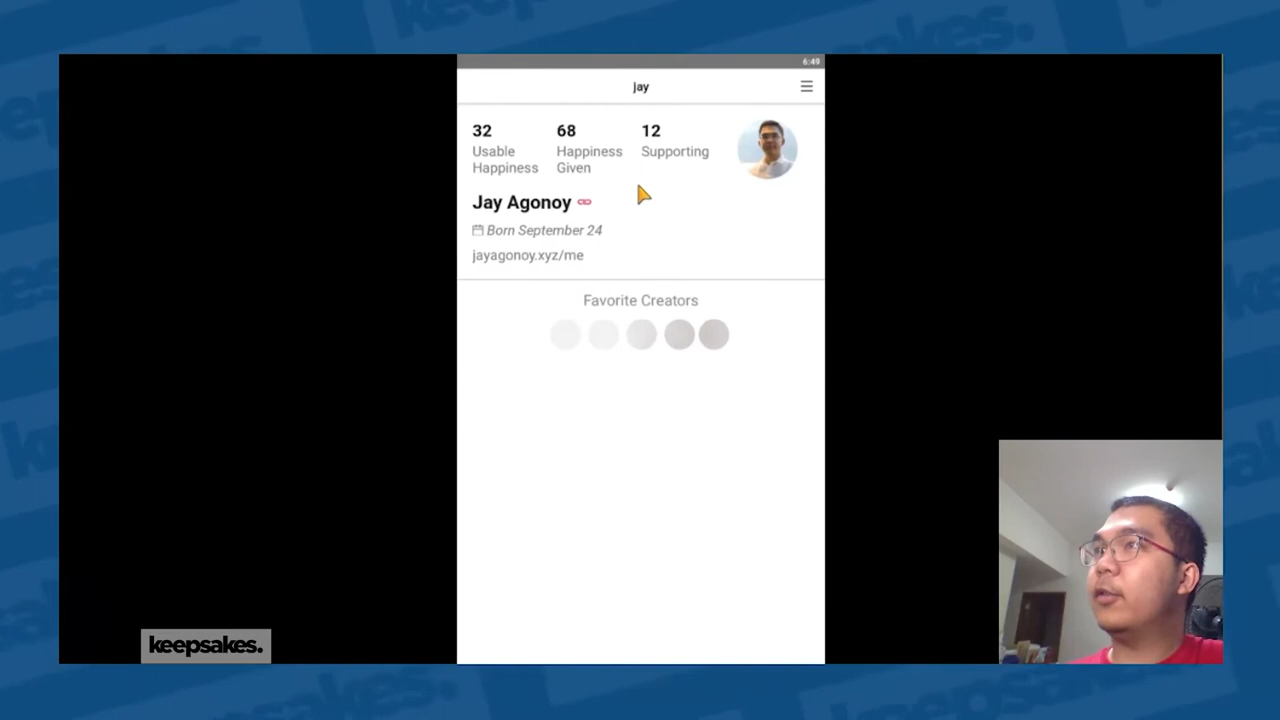 6:49
jay
32
Usable
Happiness
68
Happiness
Given
12
Supporting
Jay Agonoy
Born September 24
jayagonoy.xyz/me
Favorite Creators
keepsakes.